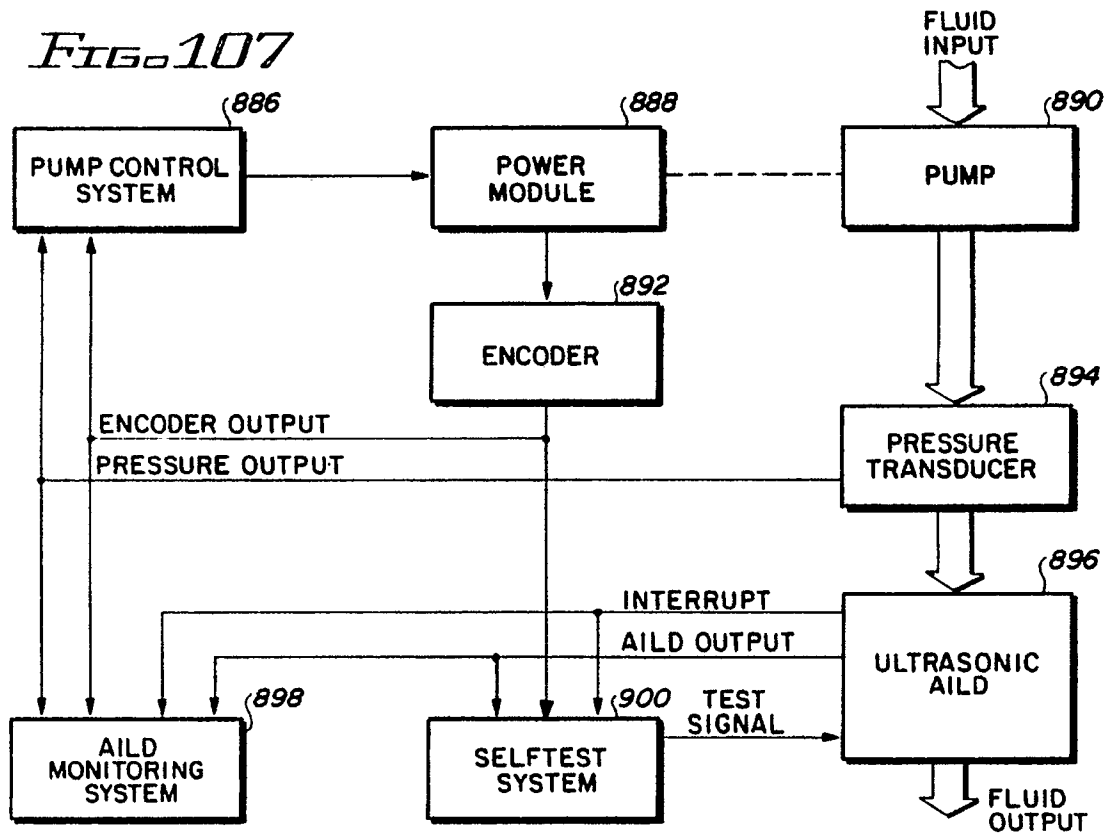 FIG. 107
FLUID
INPUT
886
888
890
PUMP CONTROL
SYSTEM
POWER
MODULE
PUMP
892
ENCODER
894
ENCODER OUTPUT
PRESSURE OUTPUT
PRESSURE
TRANSDUCER
896
INTERRUPT
AILD OUTPUT
ULTRASONIC
AILD
898
900
TEST
SIGNAL
AILD
MONITORING
SYSTEM
SELFTEST
SYSTEM
FLUID
OUTPUT